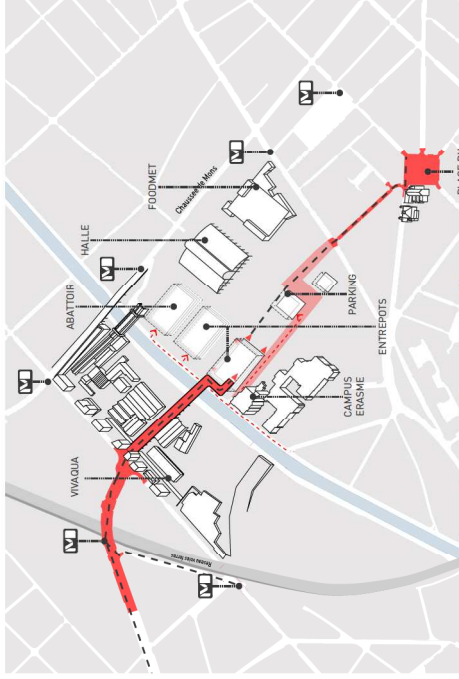 M
M
M
M
M
M
Chaussée de Mons
FOODMET
HALLE
ABATTOIR
VIVAQUA
PARKING
ENTREPOTS
CAMPUS
ERASME